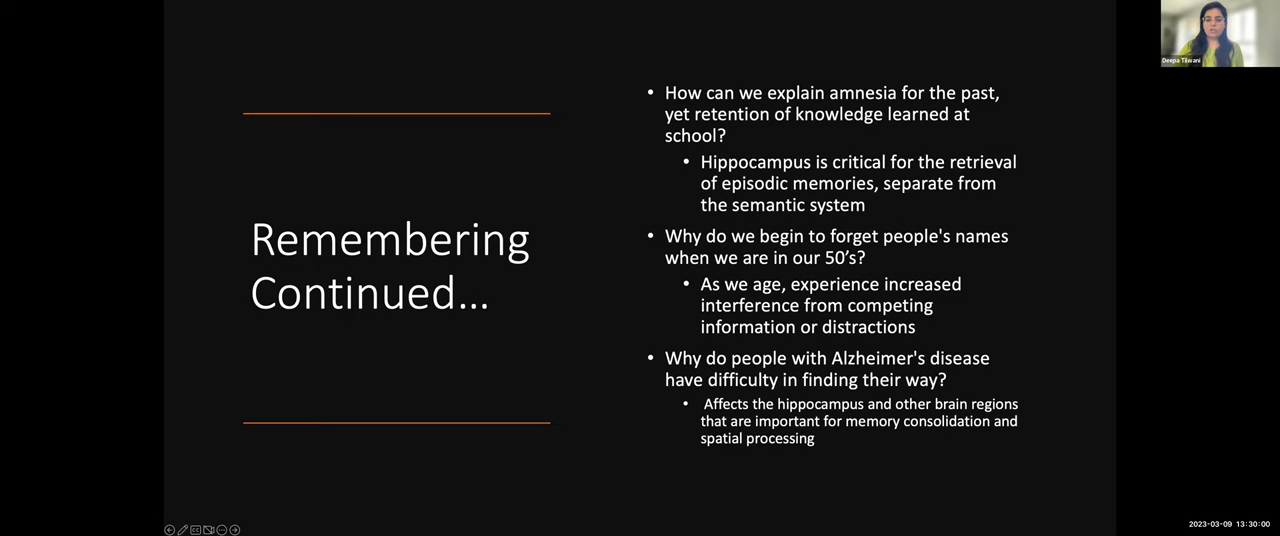 Remembering
Continued...
• How can we explain amnesia for the past,
yet retention of knowledge learned at
school?
• Hippocampus is critical for the retrieval
of episodic memories, separate from
the semantic system
• Why do we begin to forget people's names
when we are in our 50's?
• As we age, experience increased
interference from competing
information or distractions
• Why do people with Alzheimer's disease
have difficulty in finding their way?
• Affects the hippocampus and other brain regions
that are important for memory consolidation and
spatial processing
Deepa Tilwani
2023-03-09 13:30:00